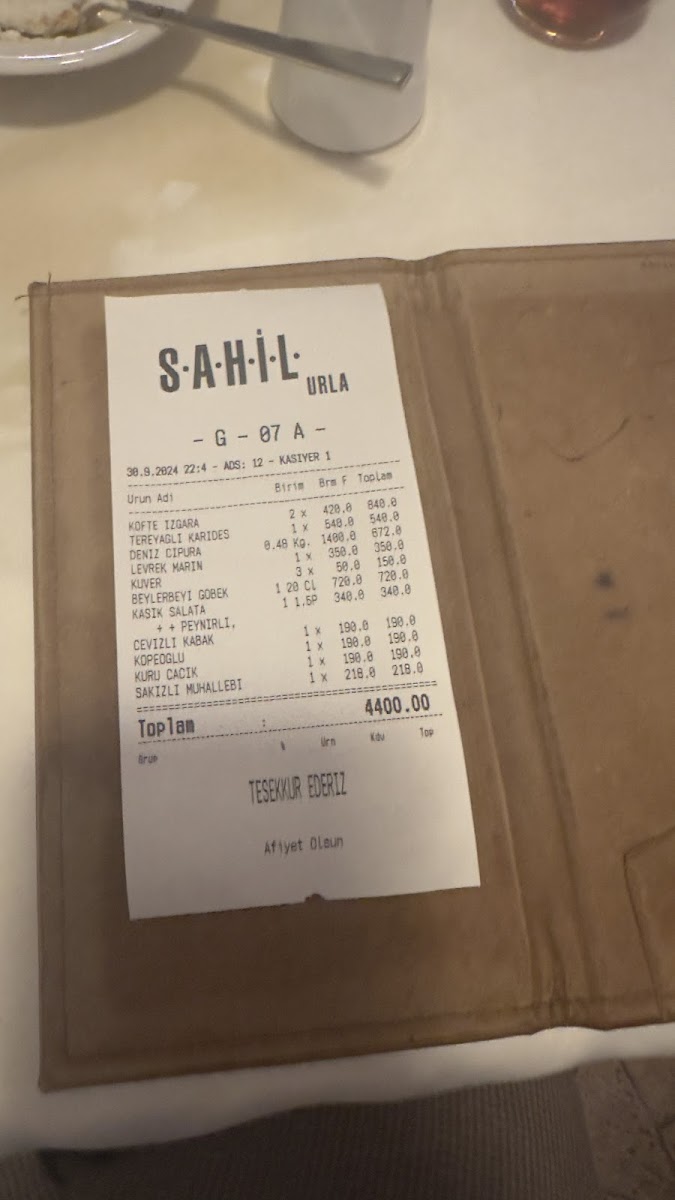 S·A·H·İ·L· URLA
- G - 07 A -
30.9.2024 22:4 - ADS: 12 - KASIYER 1
Urun Adi Birim Brm F Toplam
KOFTE IZGARA 2 x 420.0 840.0
TEREYAGLI KARIDES 1 x 540.0 540.0
DENIZ CIPURA 0.48 Kg. 1400.0 672.0
LEVREK MARIN 1 x 350.0 350.0
KUVER 3 x 50.0 150.0
BEYLERBEYI GOBEK 1 20 CL 720.0 720.0
KASIK SALATA 1 1,5P 340.0 340.0
+ + PEYNIRLI,
CEVIZLI KABAK 1 x 190.0 190.0
KOPEOGLU 1 x 190.0 190.0
KURU CACIK 1 x 190.0 190.0
SAKIZLI MUHALLEBI 1 x 218.0 218.0
Toplam : 4400.00
Grup % Urn Kdv Top
TESEKKUR EDERIZ
Afiyet Olsun